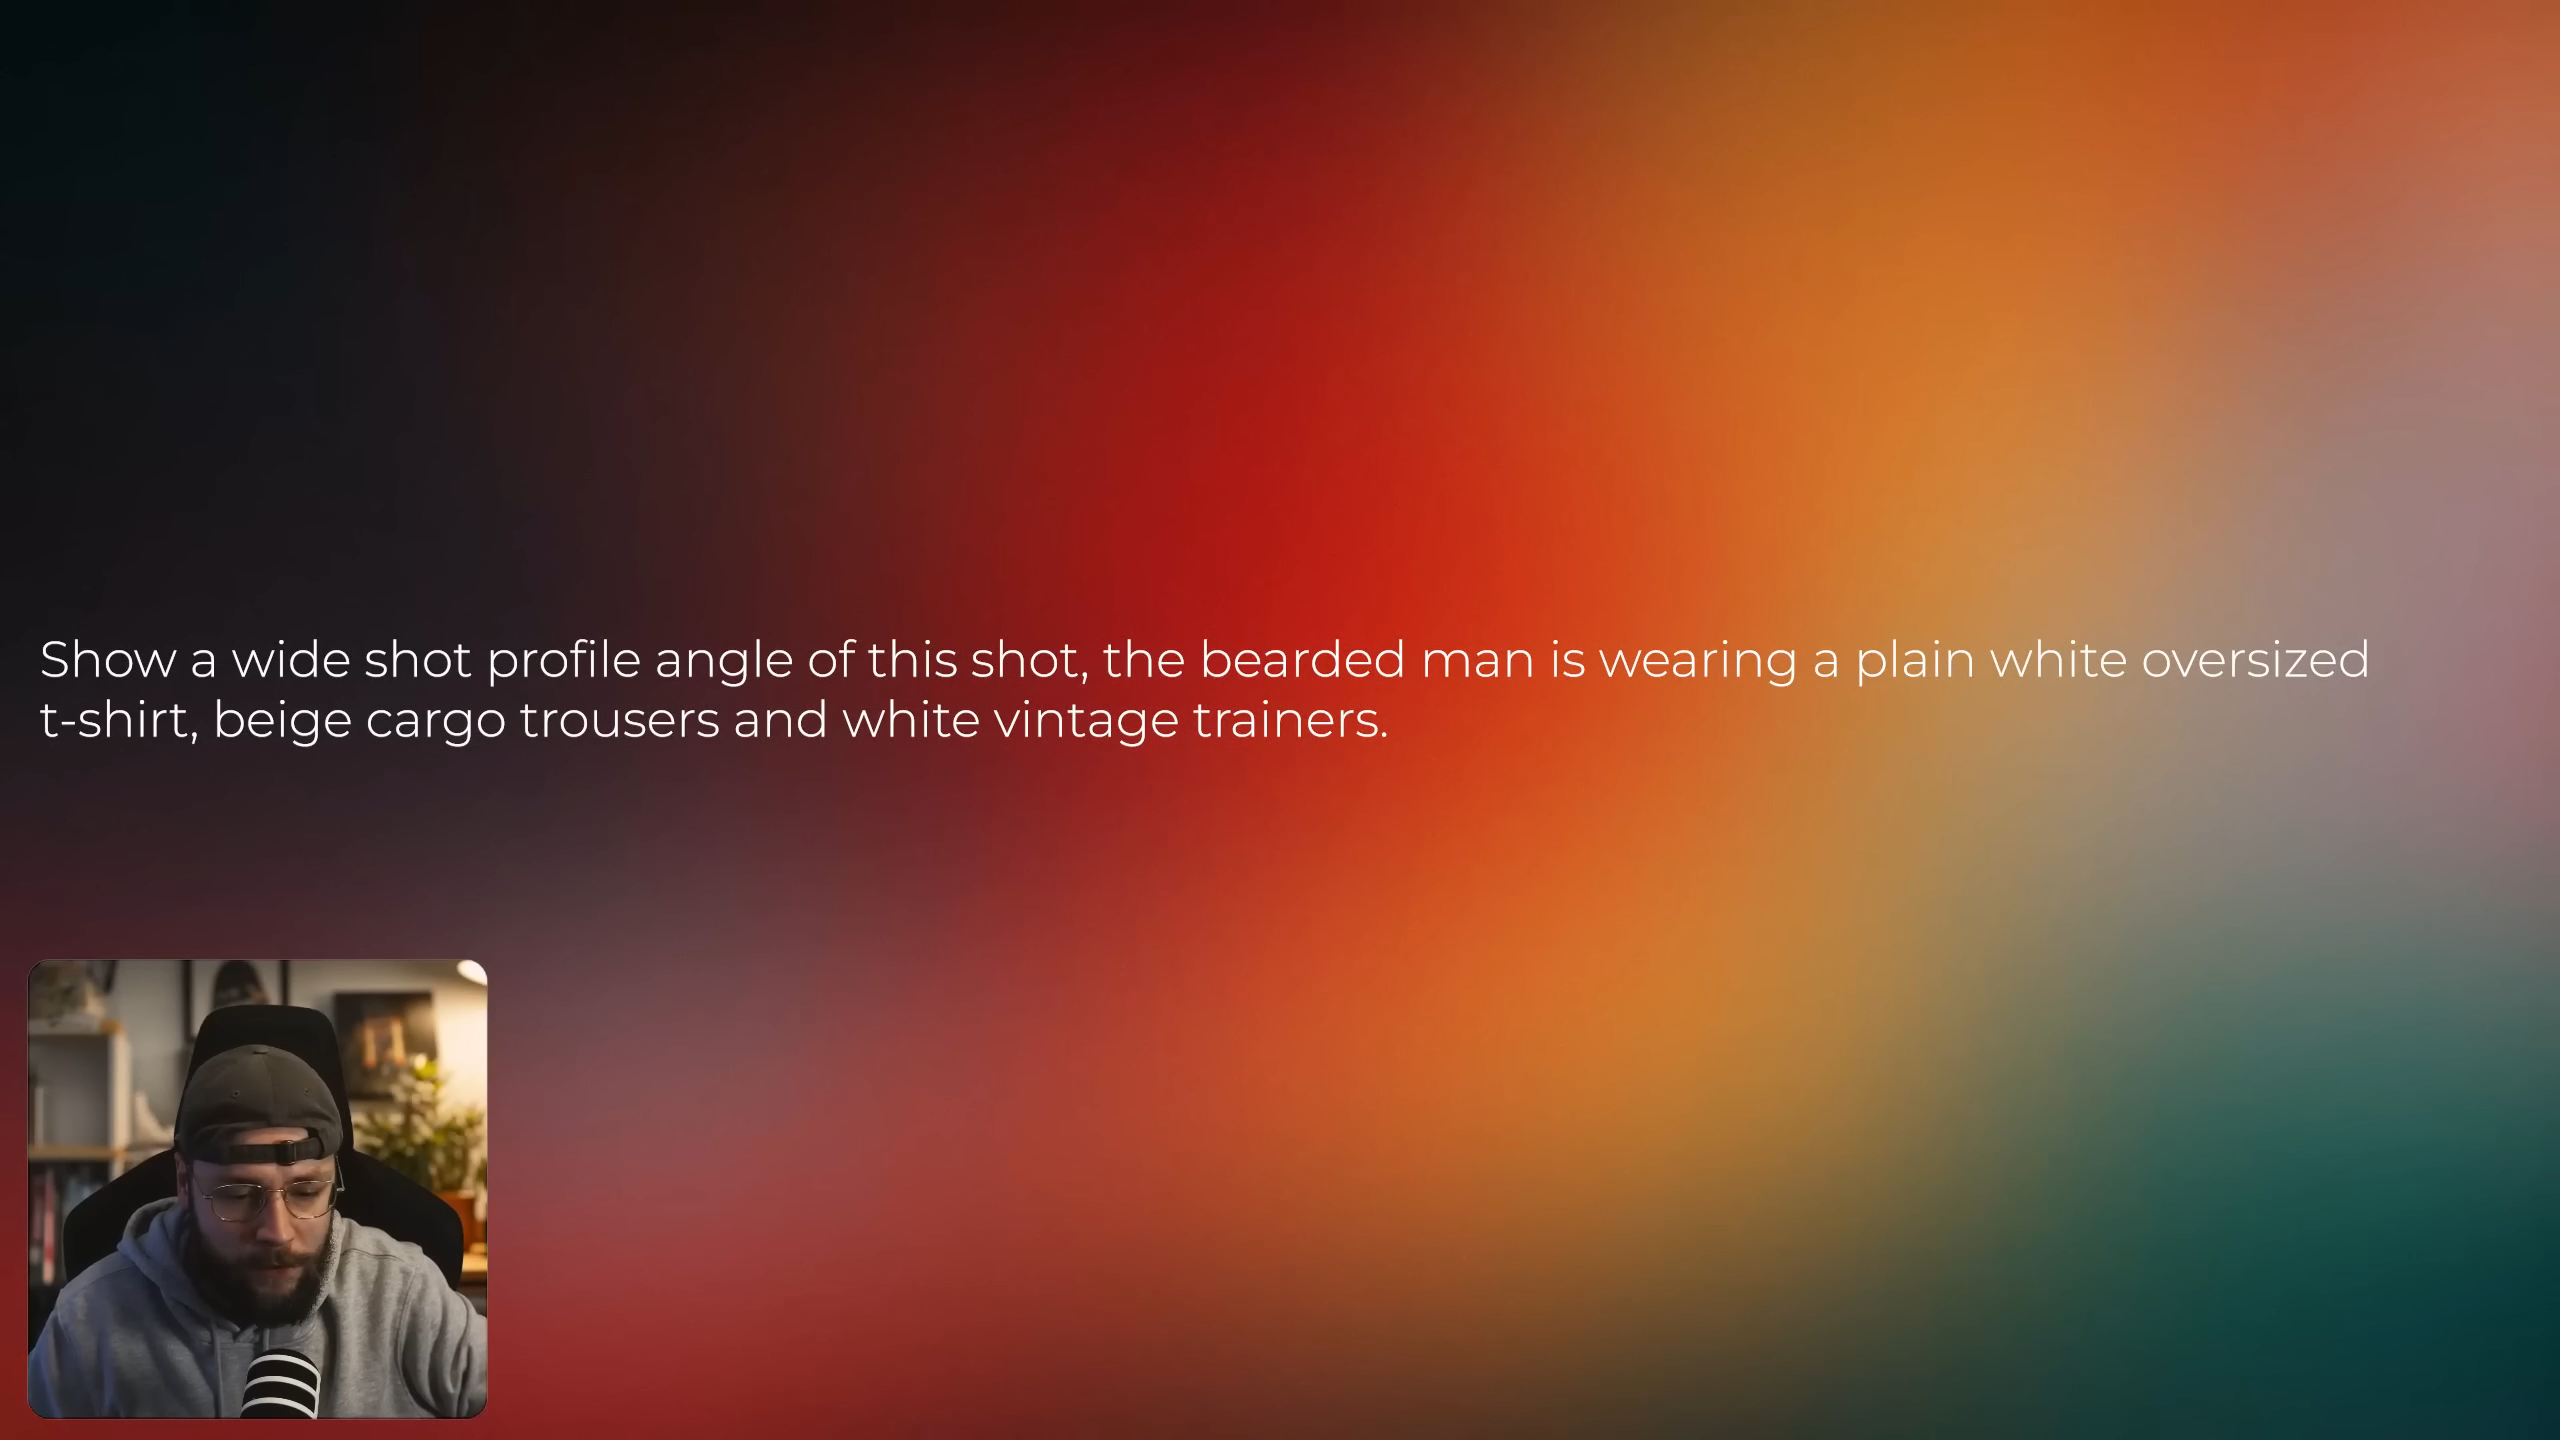 Show a wide shot profile angle of this shot, the bearded man is wearing a plain white oversized
t-shirt, beige cargo trousers and white vintage trainers.